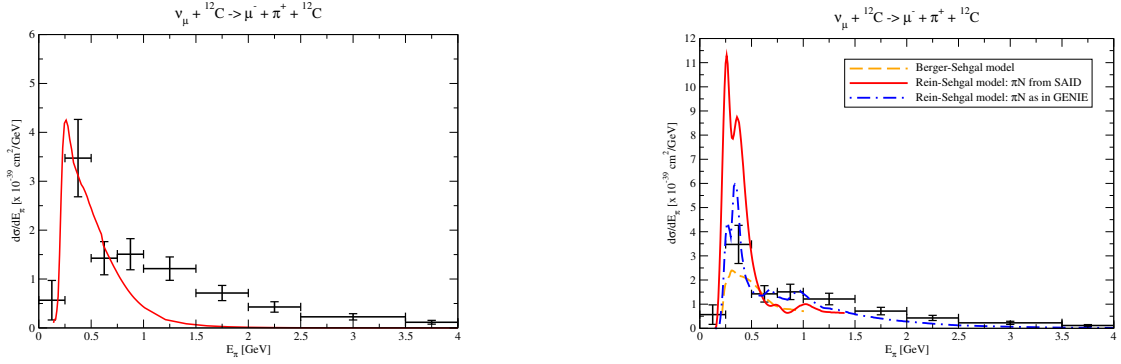 ν_μ + ¹²C -> μ⁻ + π⁺ + ¹²C
dσ/dE_π [x 10⁻³⁹ cm²/GeV]
6
5
4
3
2
1
0
0 0.5 1 1.5 2 2.5 3 3.5 4
E_π [GeV]
ν_μ + ¹²C -> μ⁻ + π⁺ + ¹²C
Berger-Sehgal model
Rein-Sehgal model: πN from SAID
Rein-Sehgal model: πN as in GENIE
dσ/dE_π [x 10⁻³⁹ cm²/GeV]
12
11
10
9
8
7
6
5
4
3
2
1
0
0 0.5 1 1.5 2 2.5 3 3.5 4
E_π [GeV]